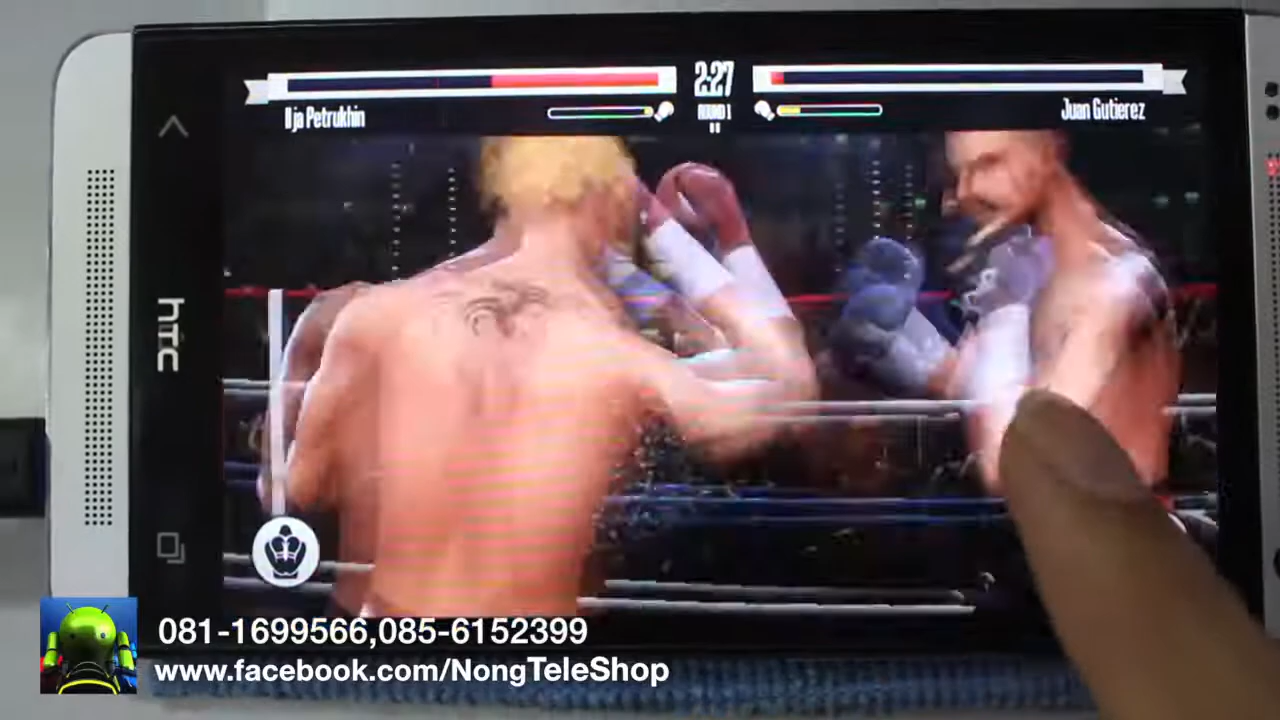 2:27
ROUND 1
Ilja Petrukhin
Juan Gutierez
hTC
081-1699566,085-6152399
www.facebook.com/NongTeleShop